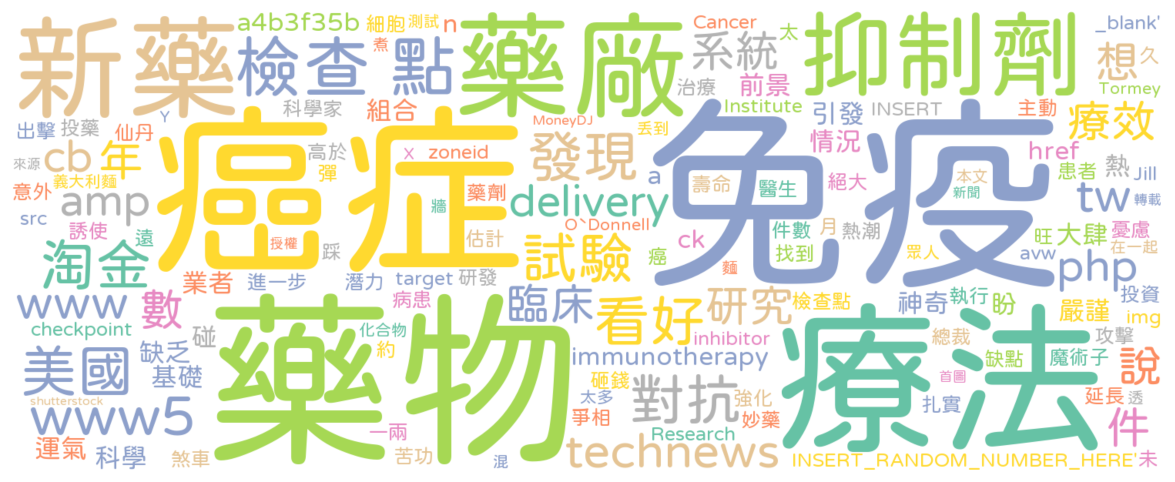 新藥 a4b3f35b 細胞 測試 n 藥廠 Cancer 系統 太 抑制劑 _blank' 想 久
檢查 點 煮 治療 前景 Tormey
科學家 組合 Institute 引發 INSERT 主動 療效
出擊 投藥 仙丹 Y MoneyDJ 丟到 情況 href
來源 cb 年 癌症 高於 x zoneid 發現 免疫 壽命 醫生 絕大 本文 患者 熱 Jill
意外 義大利麵 彈 藥劑 a 新聞 tw 轉載
src amp 誘使 牆 delivery O`Donnell 件數 月 熱潮 旺 大肆 憂慮
淘金 遠 授權 踩 估計 試驗 ck 癌 找到 眾人 avw 在一起
業者 進一步 潛力 target 研發 麵 php
www 數 病患 臨床 看好 研究 檢查點 神奇 執行 盼 嚴謹 投資 img
checkpoint 碰 藥物 化合物 約 inhibitor 療法 總裁 攻擊
美國 缺乏 基礎 immunotherapy 缺點 魔術子 說
shutterstock 砸錢 對抗 強化 首圖 延長 透
www5 太多 爭相 妙藥 扎實 件
運氣 科學 煞車 一兩 苦功 混 technews Research INSERT_RANDOM_NUMBER_HERE' 未